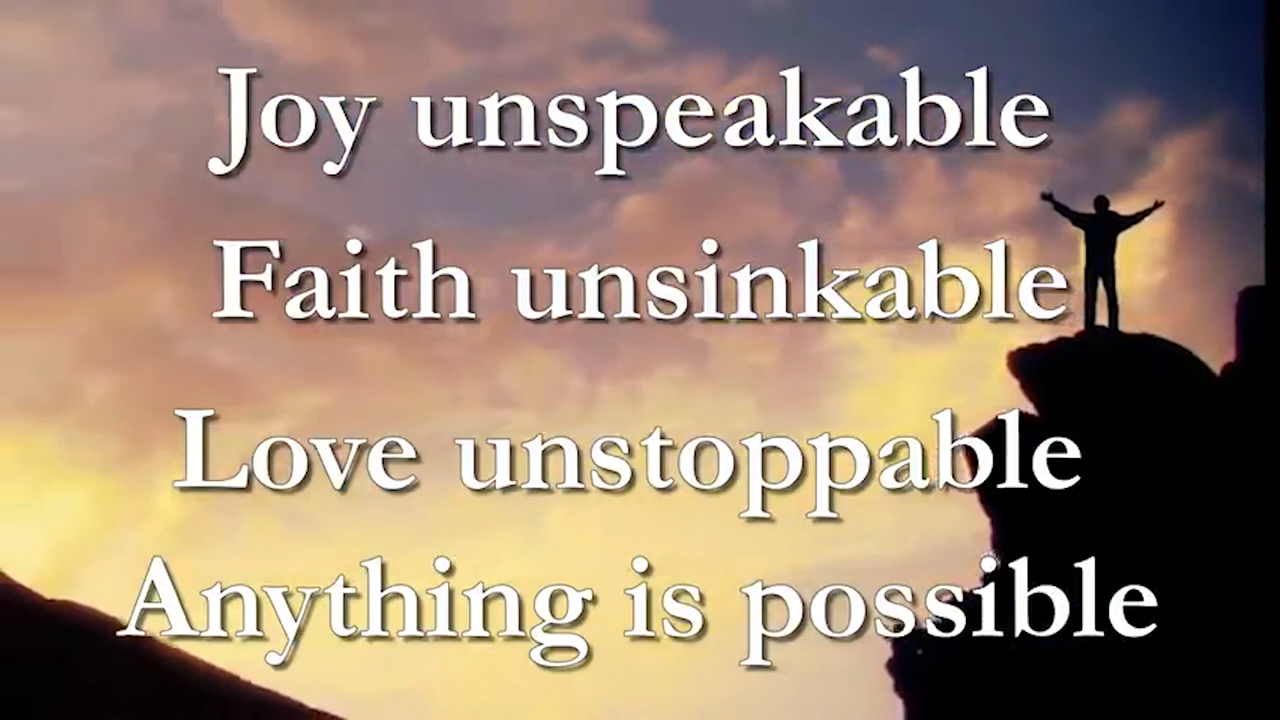 Joy unspeakable
Faith unsinkable
Love unstoppable
Anything is possible